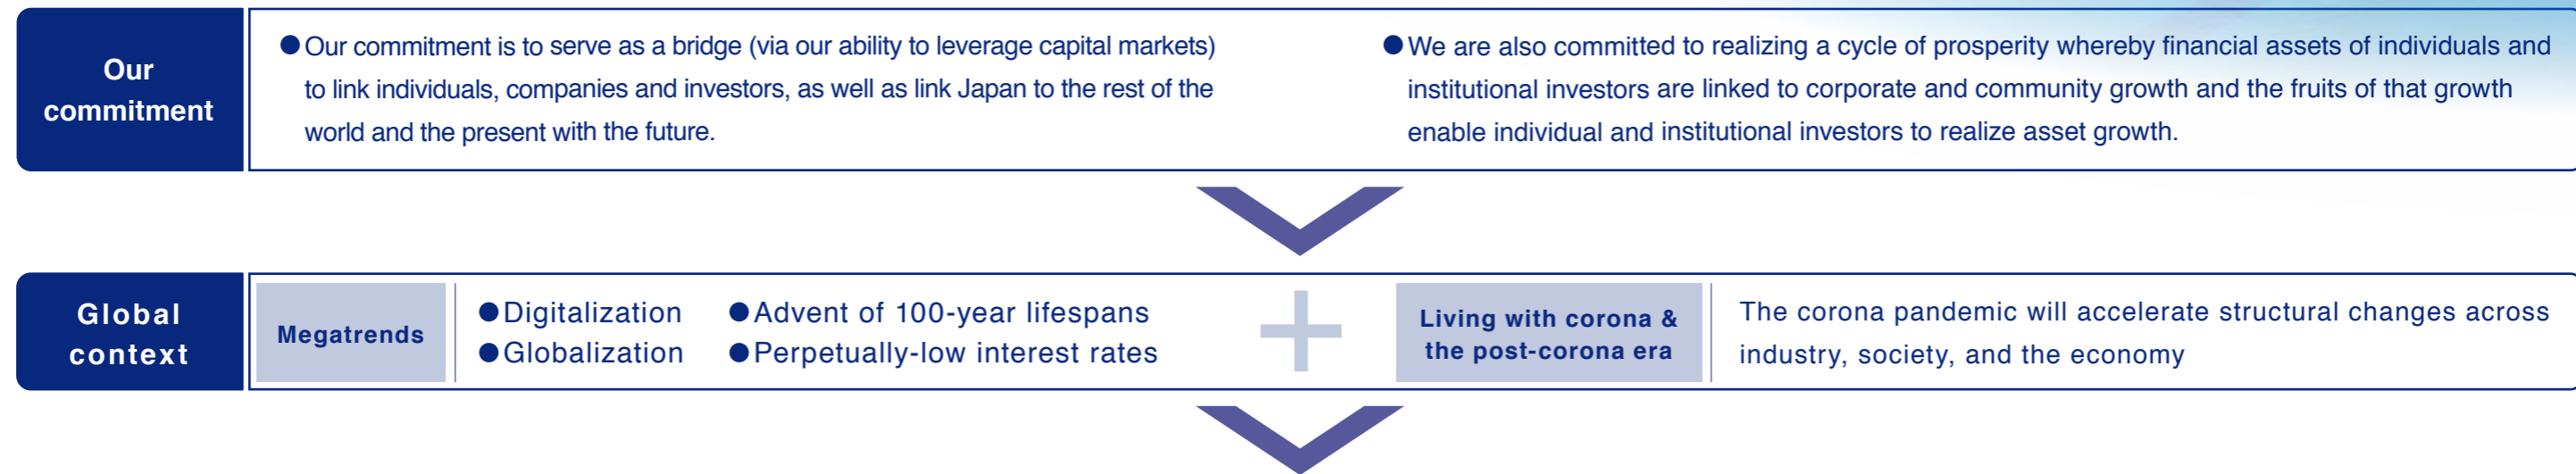 Our
commitment
●Our commitment is to serve as a bridge (via our ability to leverage capital markets)
to link individuals, companies and investors, as well as link Japan to the rest of the
world and the present with the future.
●We are also committed to realizing a cycle of prosperity whereby financial assets of individuals and
institutional investors are linked to corporate and community growth and the fruits of that growth
enable individual and institutional investors to realize asset growth.
Global
context
Megatrends
●Digitalization
●Globalization
●Advent of 100-year lifespans
●Perpetually-low interest rates
Living with corona &
the post-corona era
The corona pandemic will accelerate structural changes across
industry, society, and the economy